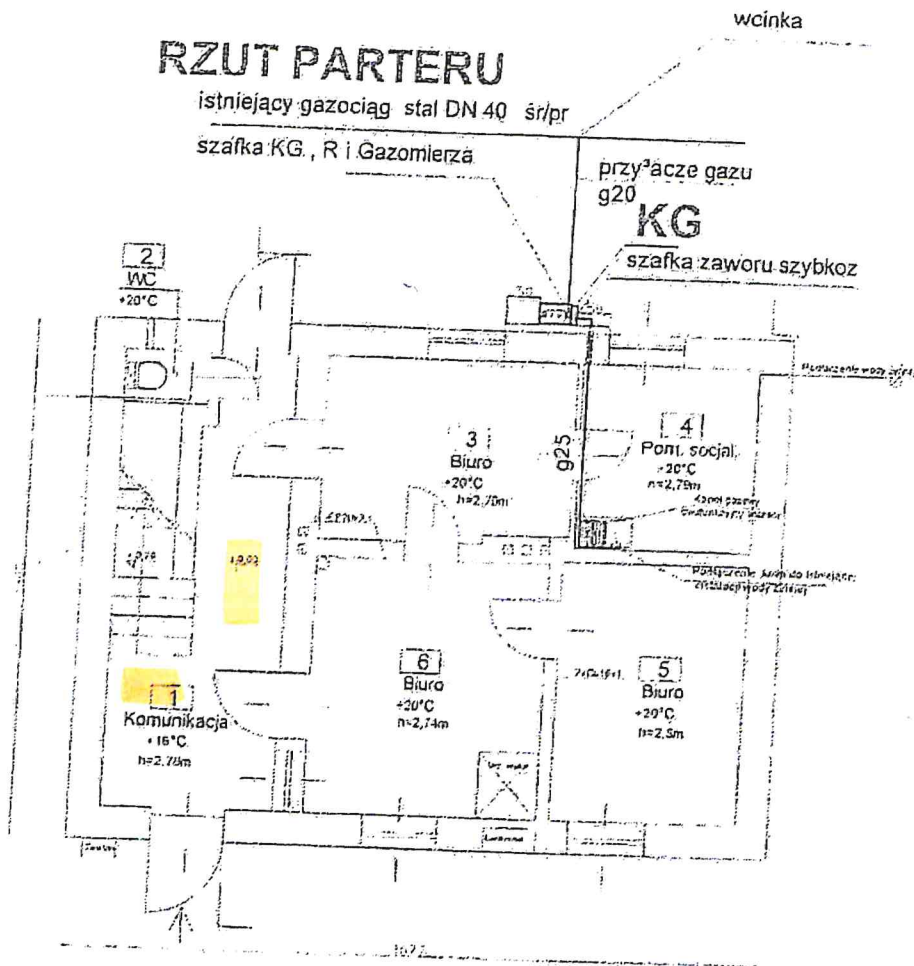 wcinka
RZUT PARTERU
istniejący gazociąg stal DN 40 śr/pr
szafka KG , R i Gazomierza
przy³acze gazu
g20
KG
szafka zaworu szybkoz
2
WC
+20°C
3
Biuro
+20°C
h=2,70m
g25
4
Pom. socjal.
+20°C
h=2,79m
6
Biuro
+20°C
h=2,74m
5
Biuro
+20°C
h=2,5m
1
Komunikacja
+16°C
h=2,78m